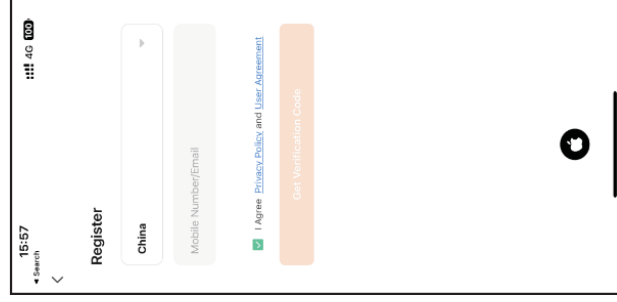 15:57
4G 100
◀ Search
Register
China
Mobile Number/Email
I Agree Privacy Policy and User Agreement
Get Verification Code